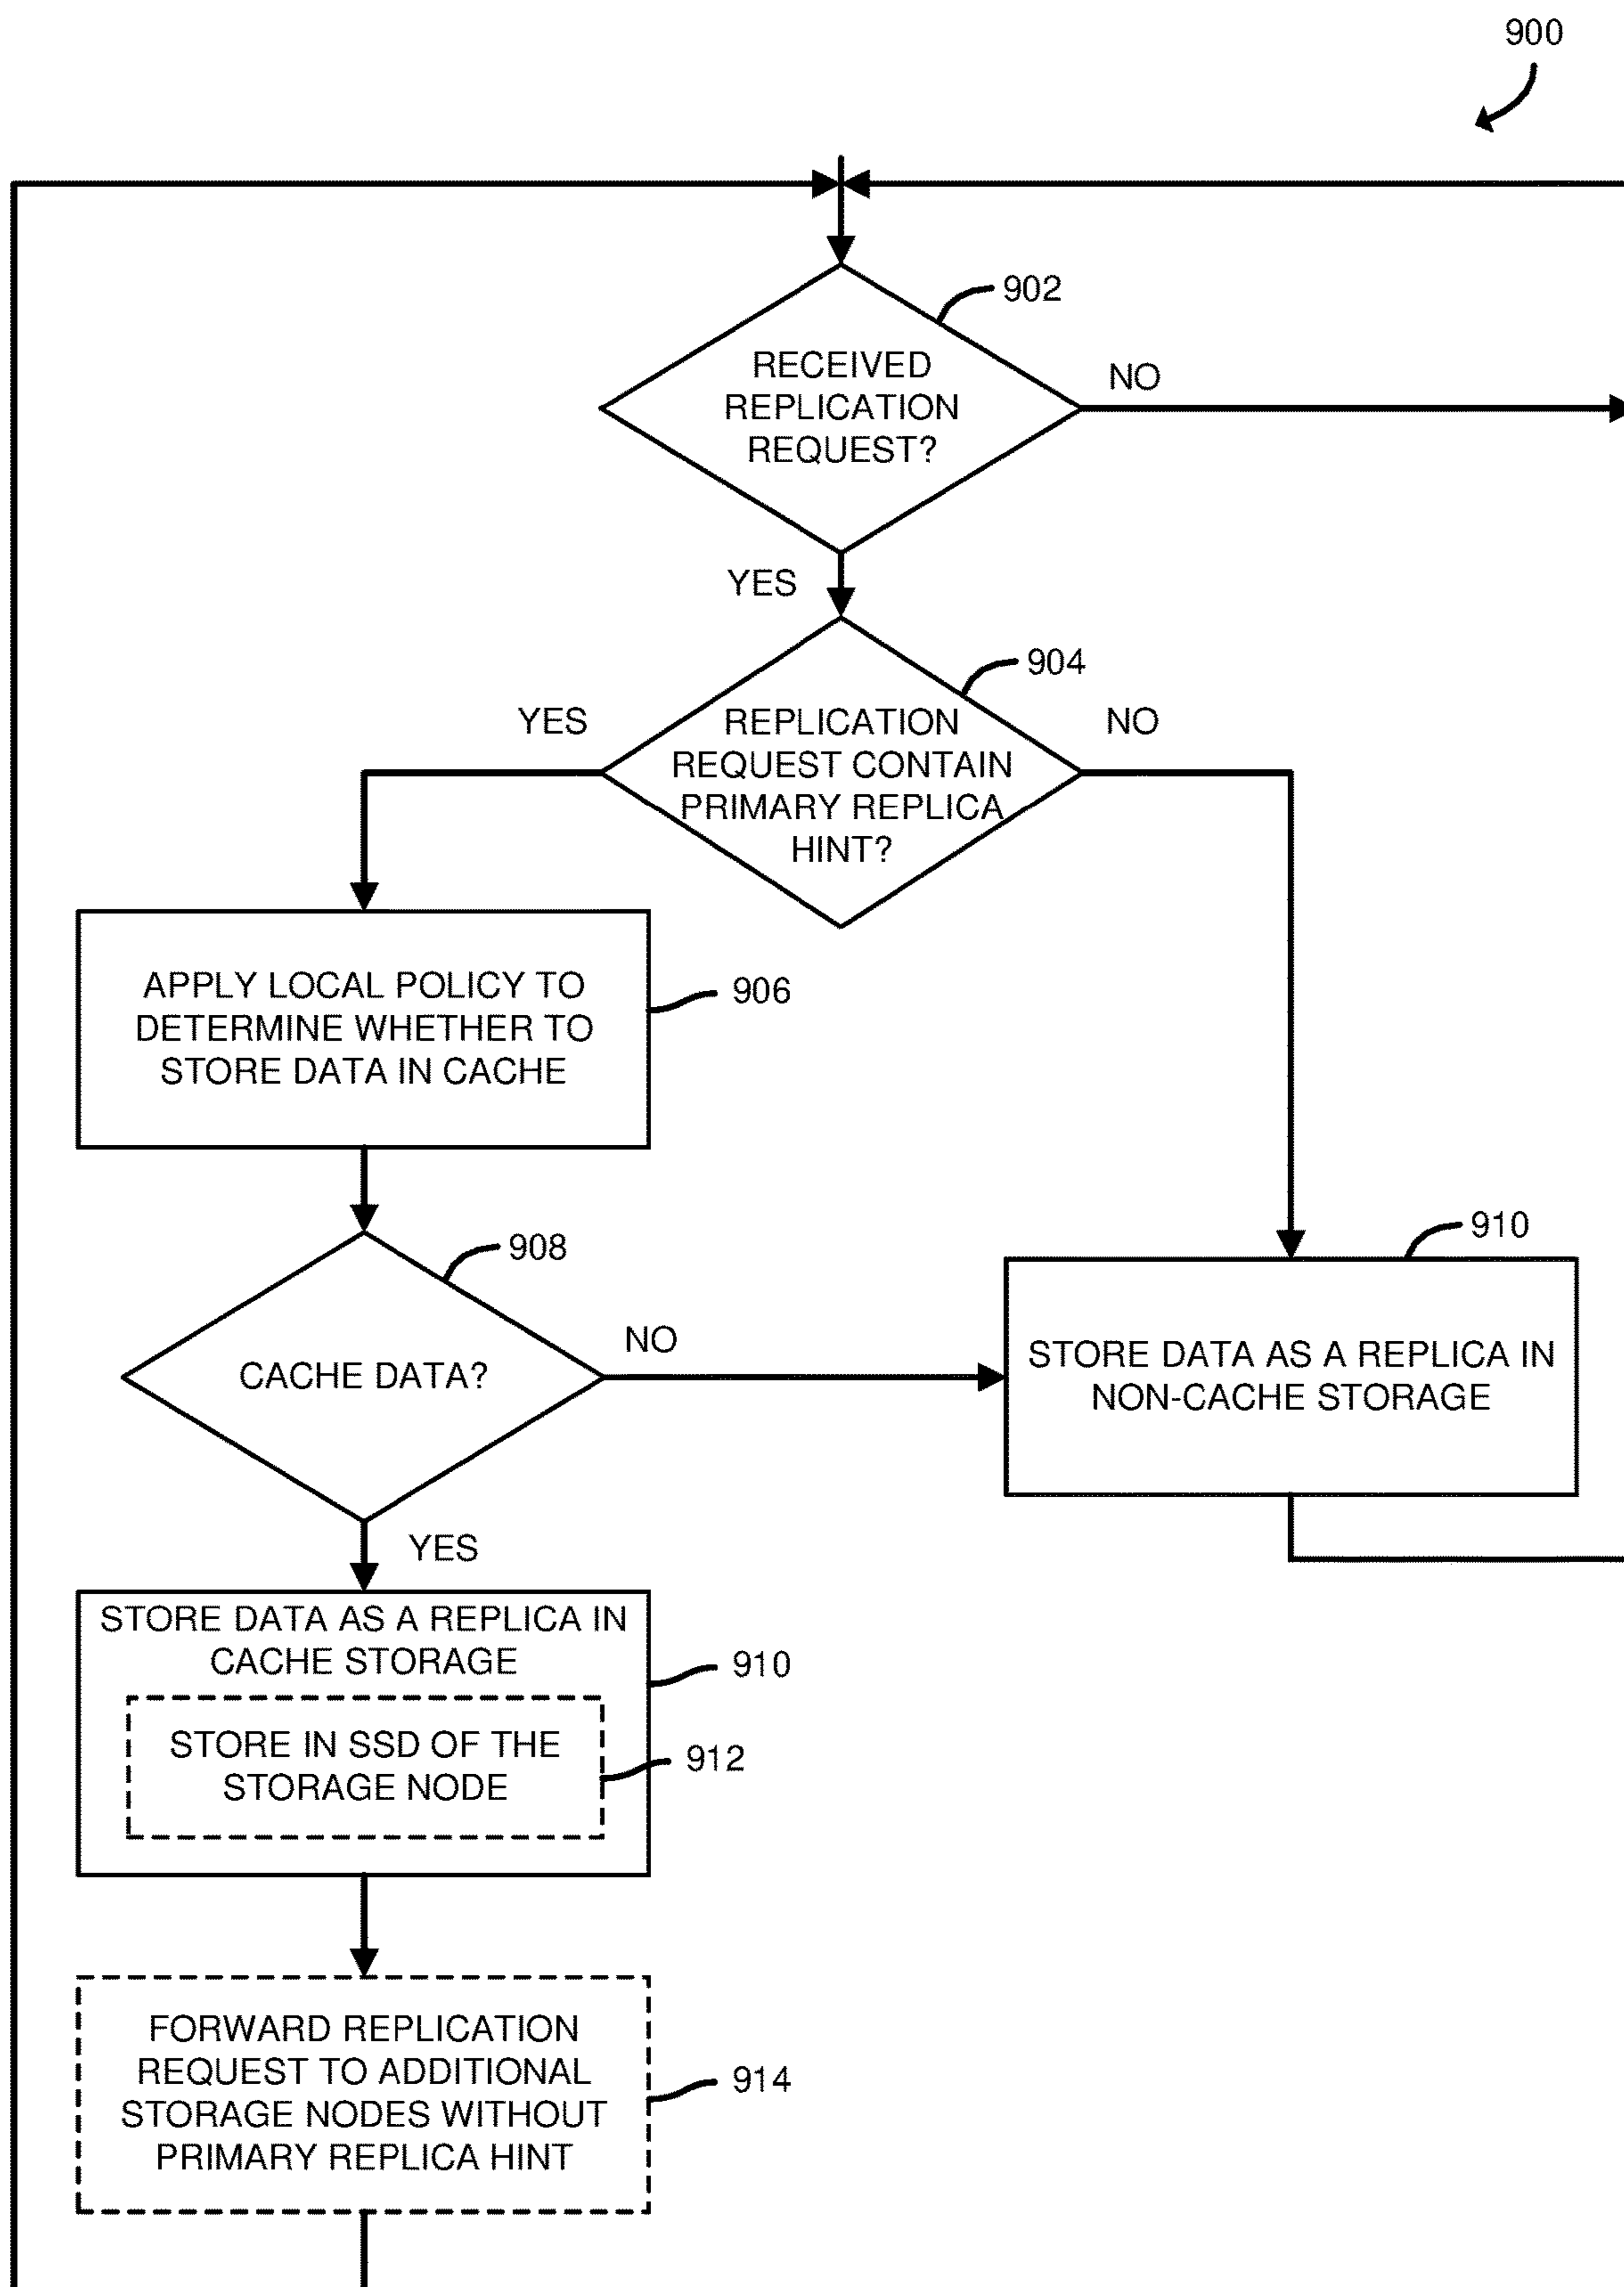 900
902
RECEIVED
REPLICATION
REQUEST?
NO
YES
904
YES
REPLICATION
REQUEST CONTAIN
PRIMARY REPLICA
HINT?
NO
APPLY LOCAL POLICY TO
DETERMINE WHETHER TO
STORE DATA IN CACHE
906
908
CACHE DATA?
NO
910
STORE DATA AS A REPLICA IN
NON-CACHE STORAGE
YES
STORE DATA AS A REPLICA IN
CACHE STORAGE
910
STORE IN SSD OF THE
STORAGE NODE
912
FORWARD REPLICATION
REQUEST TO ADDITIONAL
STORAGE NODES WITHOUT
PRIMARY REPLICA HINT
914